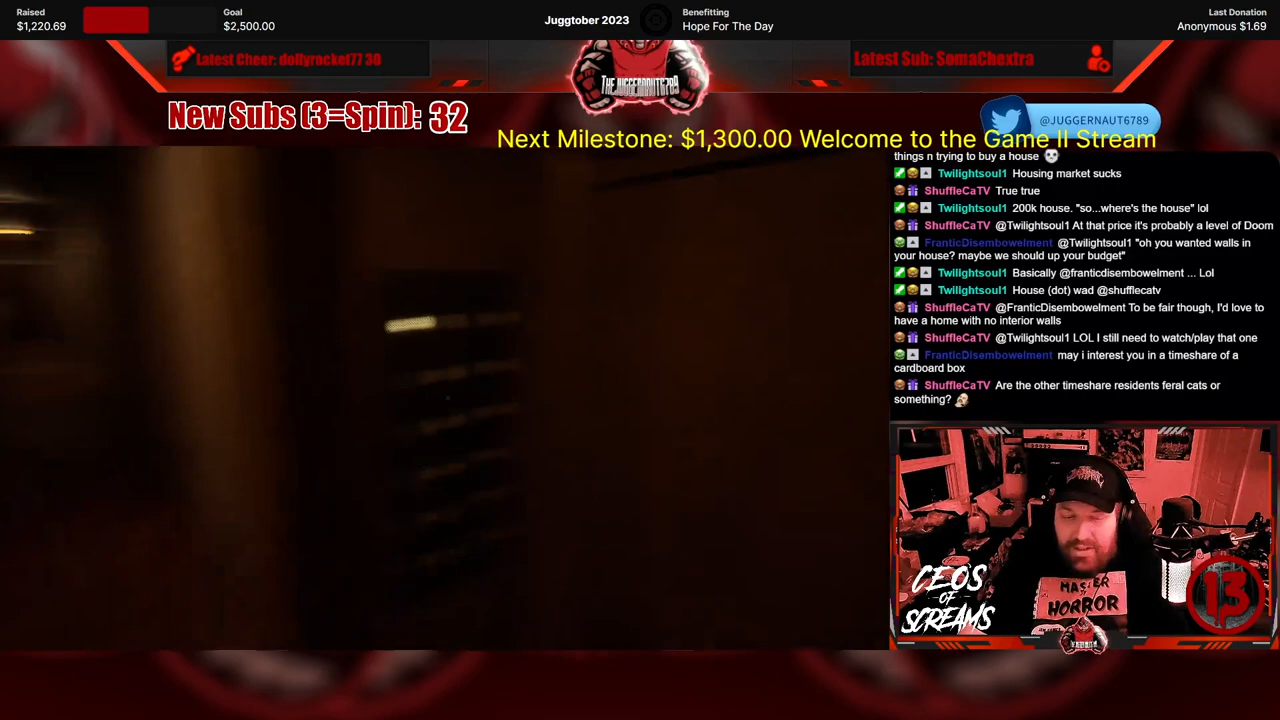 Raised
$1,220.69
Goal
$2,500.00
Juggtober 2023
Benefitting
Hope For The Day
Last Donation
Anonymous $1.69
Latest Cheer: dollyrocket77 30
THEJUGGERNAUT6789
Latest Sub: SomaChextra
New Subs (3=Spin): 32
@JUGGERNAUT6789
Next Milestone: $1,300.00 Welcome to the Game II Stream
things n trying to buy a house
Twilightsoul1 Housing market sucks
ShuffleCaTV True true
Twilightsoul1 200k house. "so...where's the house" lol
ShuffleCaTV @Twilightsoul1 At that price it's probably a level of Doom
FranticDisembowelment @Twilightsoul1 "oh you wanted walls in
your house? maybe we should up your budget"
Twilightsoul1 Basically @franticdisembowelment ... Lol
Twilightsoul1 House (dot) wad @shufflecatv
ShuffleCaTV @FranticDisembowelment To be fair though, I'd love to
have a home with no interior walls
ShuffleCaTV @Twilightsoul1 LOL I still need to watch/play that one
FranticDisembowelment may i interest you in a timeshare of a
cardboard box
ShuffleCaTV Are the other timeshare residents feral cats or
something?
CEOS
OF
SCREAMS
MASTER
OF
HORROR
13